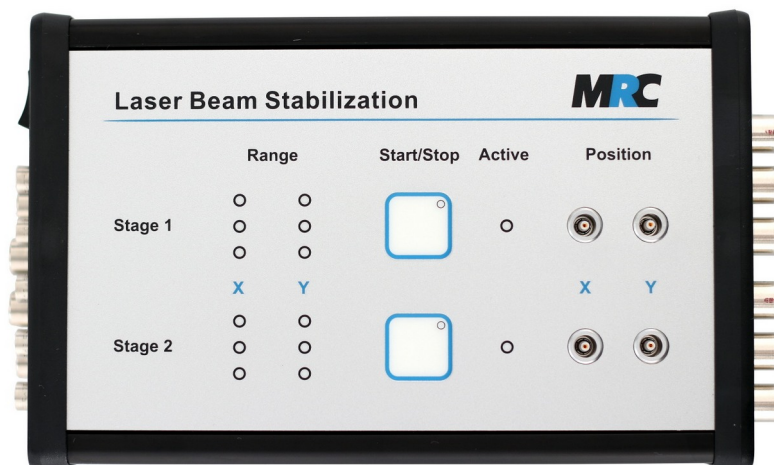 MRC
Laser Beam Stabilization
Range Start/Stop Active Position
Stage 1
X Y X Y
Stage 2